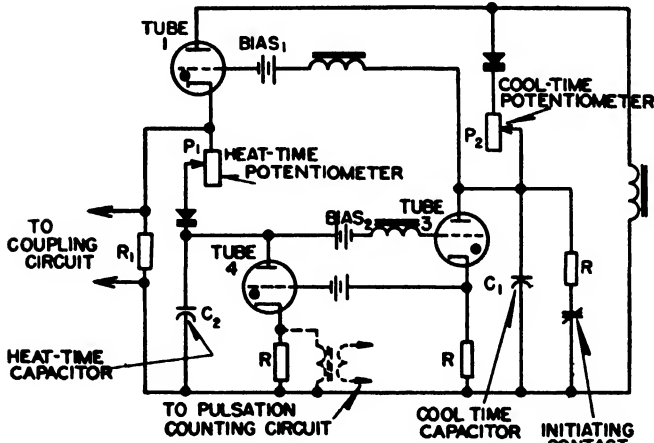 TUBE
1
BIAS1
COOL-TIME
POTENTIOMETER
P2
P1
HEAT-TIME
POTENTIOMETER
TO
COUPLING
CIRCUIT
R1
BIAS2
TUBE
3
TUBE
4
C2
C1
R
R
R
HEAT-TIME
CAPACITOR
TO PULSATION
COUNTING CIRCUIT
COOL TIME
CAPACITOR
INITIATING